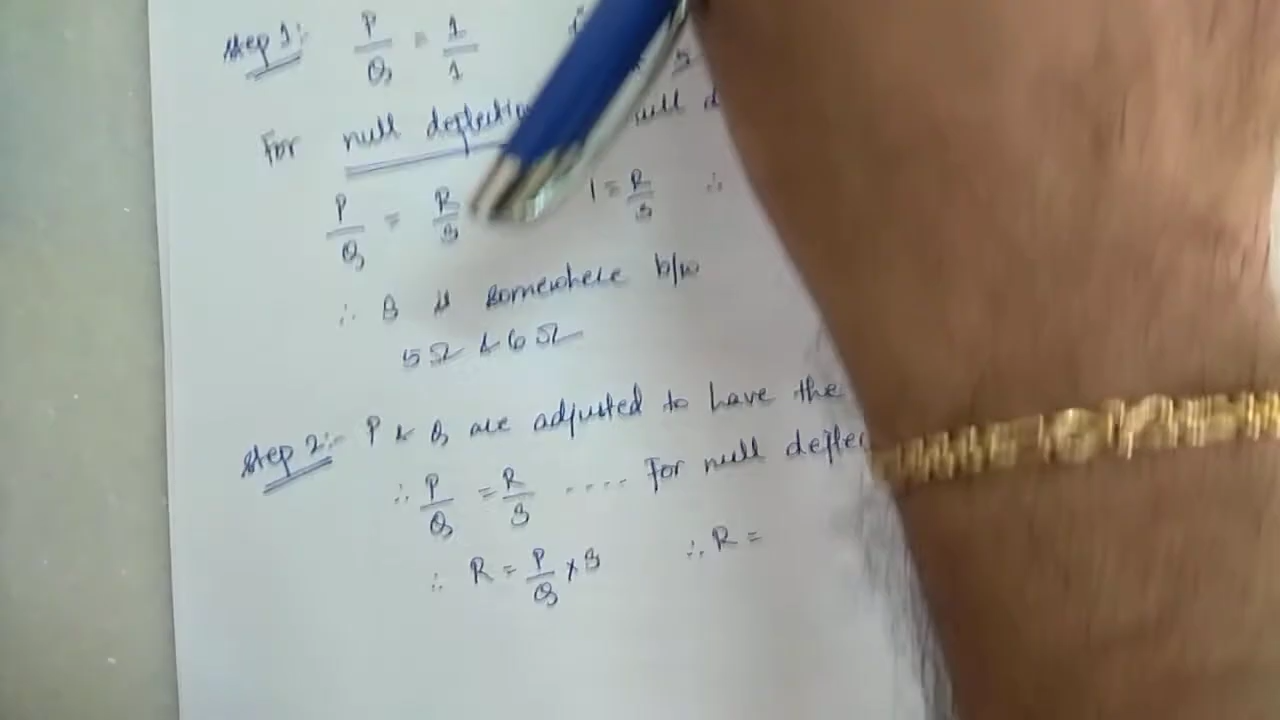 Step 1:- P/Q = 1/1
For null deflection null d
P/Q = R/S 1 = R/S ∴
∴ S is somewhere b/w
5Ω & 6Ω
Step 2:- P & Q are adjusted to have the
∴ P/Q = R/S .... For null deflec
∴ R = P/Q × S ∴ R =